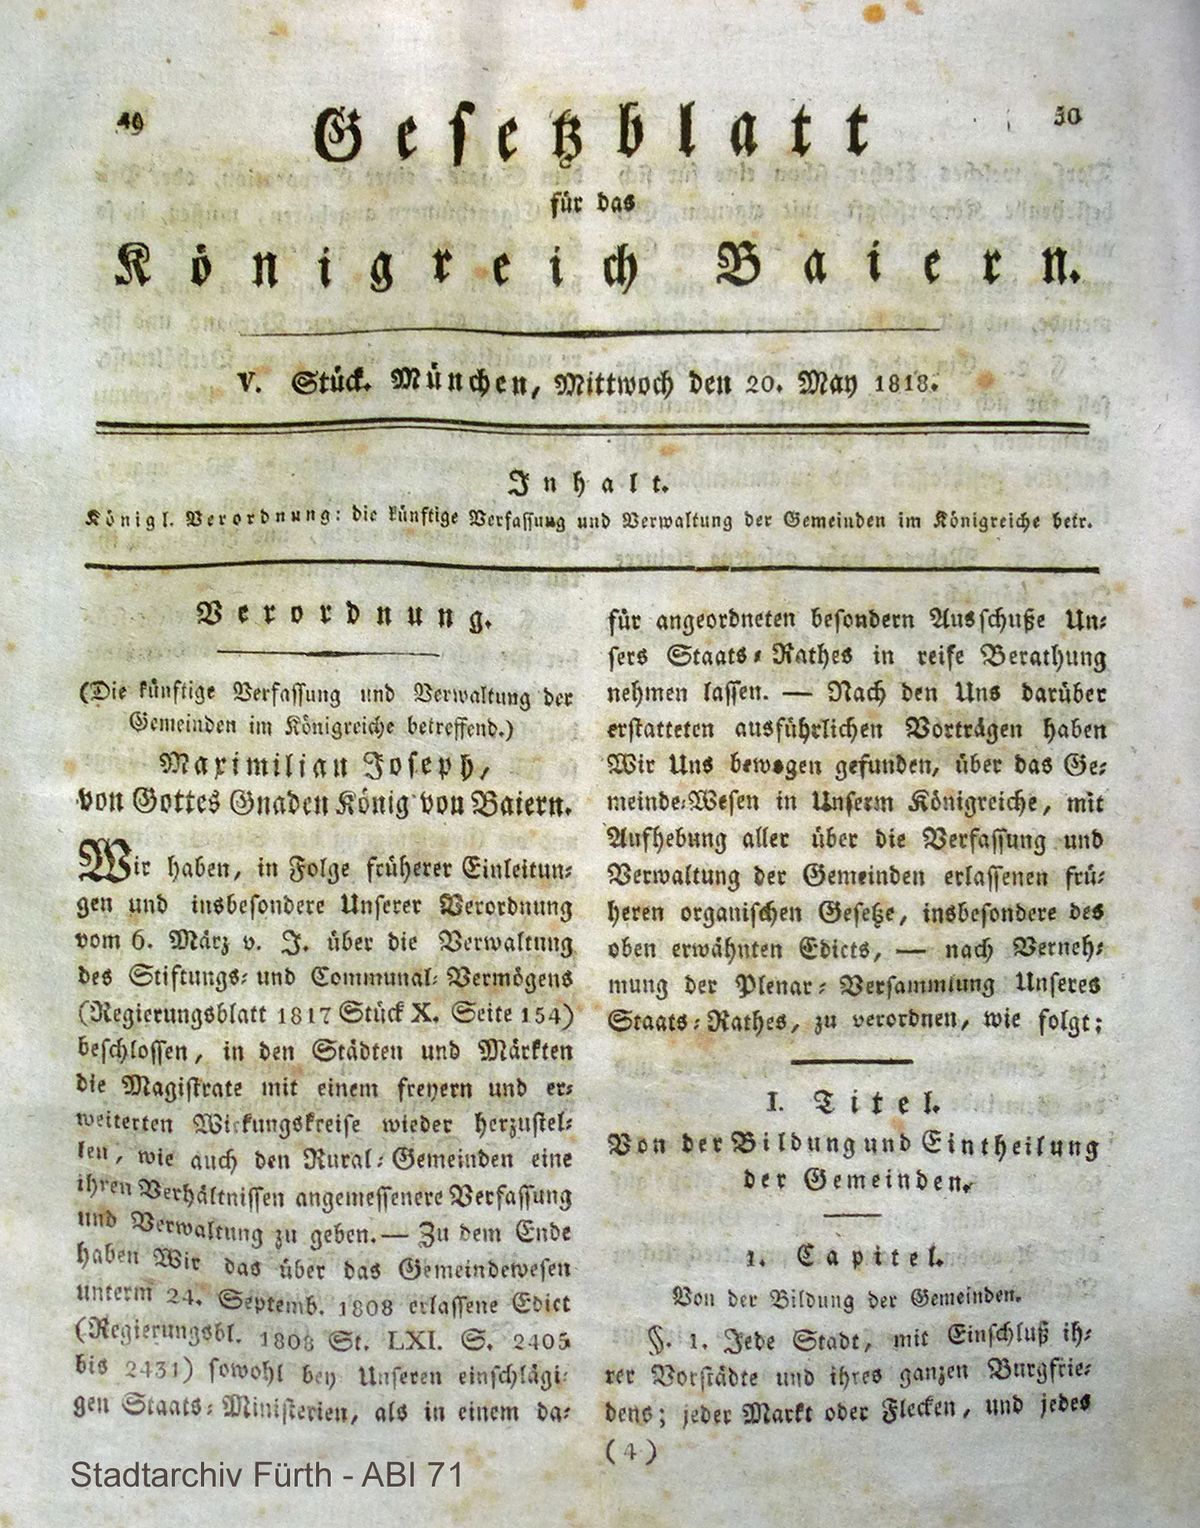 49
50
Gesetzblatt
für das
Königreich Baiern.
V. Stück. München, Mittwoch den 20. May 1818.
Inhalt.
Königl. Verordnung: die künftige Verfassung und Verwaltung der Gemeinden im Königreiche betr.
Verordnung.
(Die künftige Verfassung und Verwaltung der
Gemeinden im Königreiche betreffend.)
Maximilian Joseph,
von Gottes Gnaden König von Baiern.
Wir haben, in Folge früherer Einleitun-
gen und insbesondere Unserer Verordnung
vom 6. März v. J. über die Verwaltung
des Stiftungs- und Communal-Vermögens
(Regierungsblatt 1817 Stück X. Seite 154)
beschlossen, in den Städten und Märkten
die Magistrate mit einem freyern und er-
weiterten Wirkungskreise wieder herzustel-
len, wie auch den Rural-Gemeinden eine
ihren Verhältnissen angemessenere Verfassung
und Verwaltung zu geben. — Zu dem Ende
haben Wir das über das Gemeindewesen
unterm 24. Septemb. 1808 erlassene Edict
(Regierungsbl. 1808 St. LXI. S. 2405
bis 2431) sowohl bey Unseren einschlägi-
gen Staats-Ministerien, als in einem da-
für angeordneten besondern Ausschuße Un-
sers Staats-Rathes in reife Berathung
nehmen lassen. — Nach den Uns darüber
erstatteten ausführlichen Vorträgen haben
Wir Uns bewogen gefunden, über das Ge-
meinde-Wesen in Unserm Königreiche, mit
Aufhebung aller über die Verfassung und
Verwaltung der Gemeinden erlassenen frü-
heren organischen Gesetze, insbesondere des
oben erwähnten Edicts, — nach Verneh-
mung der Plenar-Versammlung Unseres
Staats-Rathes, zu verordnen, wie folgt;
I. Titel.
Von der Bildung und Eintheilung
der Gemeinden.
1. Capitel.
Von der Bildung der Gemeinden.
§. 1. Jede Stadt, mit Einschluß ih-
rer Vorstädte und ihres ganzen Burgfrie-
dens; jeder Markt oder Flecken, und jedes
(4)
Stadtarchiv Fürth - ABI 71